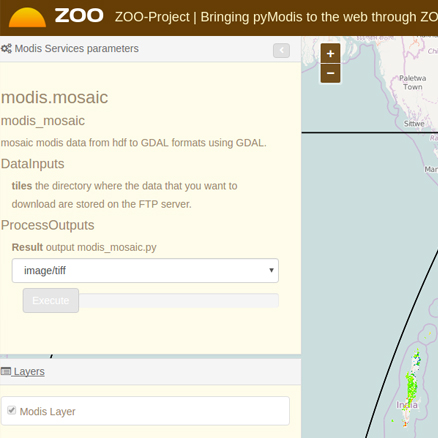 ZOO
ZOO-Project | Bringing pyModis to the web through ZO
Modis Services parameters
modis.mosaic
modis_mosaic
mosaic modis data from hdf to GDAL formats using GDAL.
DataInputs
tiles the directory where the data that you want to
download are stored on the FTP server.
ProcessOutputs
Result output modis_mosaic.py
image/tiff
Execute
Layers
Modis Layer
+
−
Paletwa
Town
Sittwe
Mar
India